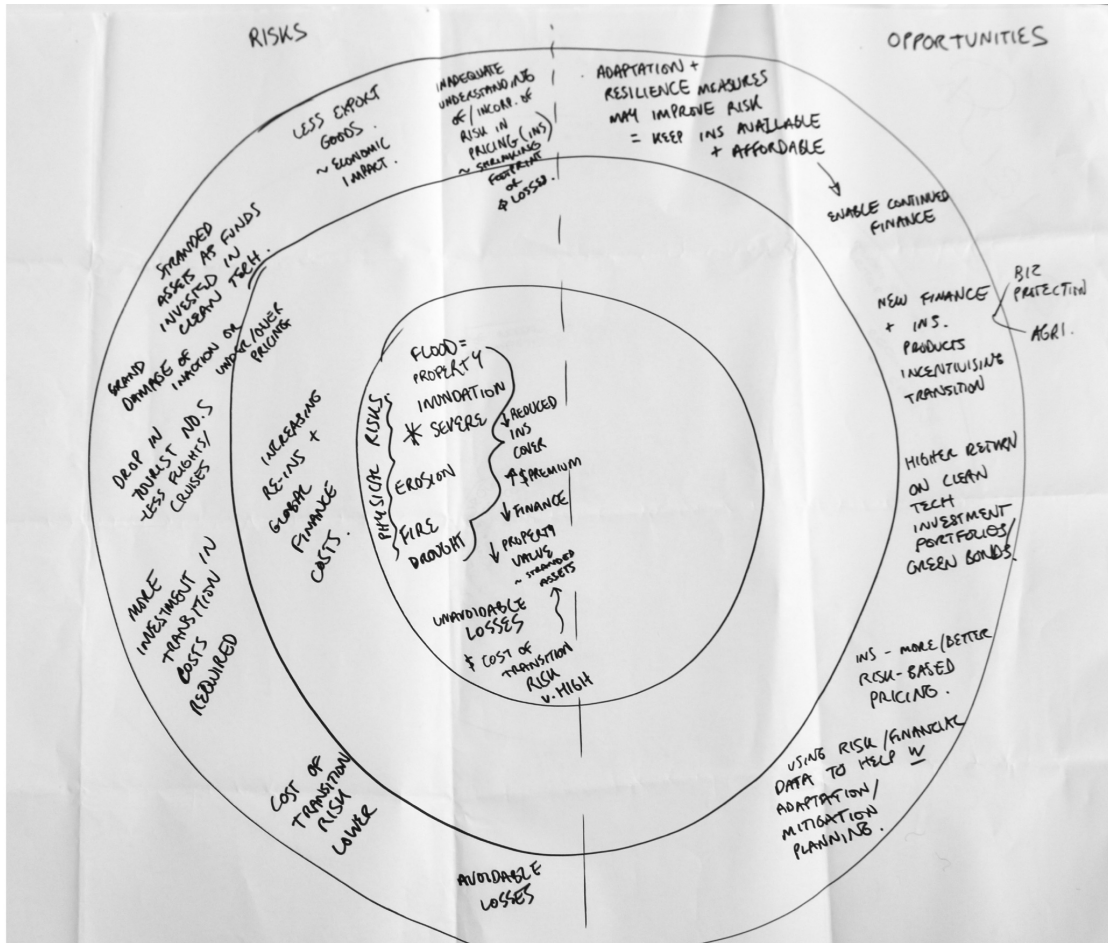 RISKS
OPPORTUNITIES
LESS EXPORT
GOODS.
~ ECONOMIC
IMPACT.
INADEQUATE
UNDERSTANDING
OF/INCORP. OF
RISK IN
PRICING (INS)
~ SHRINKING
FOOTPRINT
OF
$ LOSSES.
ADAPTATION +
RESILIENCE MEASURES
MAY IMPROVE RISK
= KEEP INS AVAILABLE
+ AFFORDABLE
ENABLE CONTINUED
FINANCE
STRANDED
ASSETS AS FUNDS
INVESTED IN
CLEAN TECH.
GRAND
DAMAGE OF
INACTION OR
UNDER/OVER
PRICING
DROP IN
TOURIST NO.S
-LESS FLIGHTS/
CRUISES
MORE
INVESTMENT IN
TRANSITION
COSTS
REQUIRED
COST OF
TRANSITION
RISK
LOWER
AVOIDABLE
LOSSES
INCREASING
RE-INS +
GLOBAL
FINANCE
COSTS.
PHYSICAL RISKS
FLOOD =
PROPERTY
INUNDATION
* SEVERE
EROSION
FIRE
DROUGHT
↓ REDUCED
INS
COVER
↑ $PREMIUM
↓ FINANCE
↓ PROPERTY
VALUE
~ STRANDED
ASSETS
UNAVOIDABLE
LOSSES
$ COST OF
TRANSITION
RISK
V. HIGH
NEW FINANCE
+ INS.
PRODUCTS
INCENTIVISING
TRANSITION
BIZ
PROTECTION
AGRI.
HIGHER RETURN
ON CLEAN
TECH
INVESTMENT
PORTFOLIOS/
GREEN BONDS.
INS - MORE/BETTER
RISK-BASED
PRICING.
USING RISK/FINANCIAL
DATA TO HELP W
ADAPTATION/
MITIGATION
PLANNING.